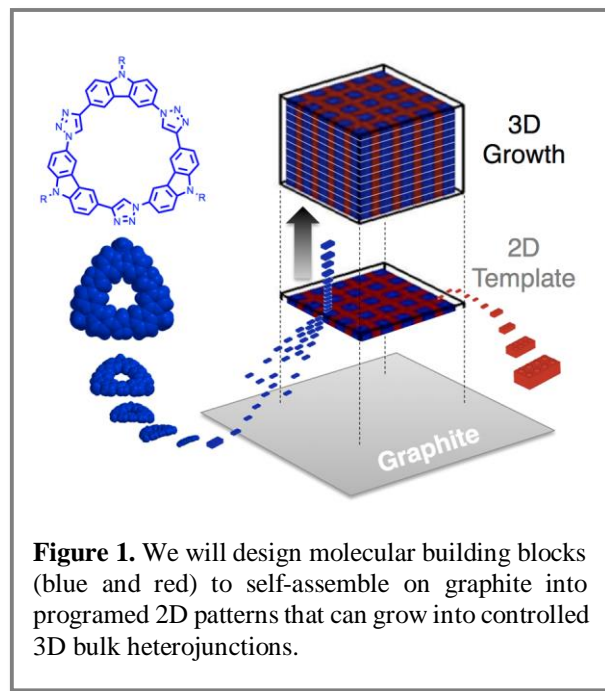 R
N
N
N
N
N
N
N
N
R
N
N
R
N
N
N
3D
Growth
2D
Template
Graphite
Figure 1. We will design molecular building blocks
(blue and red) to self-assemble on graphite into
programed 2D patterns that can grow into controlled
3D bulk heterojunctions.